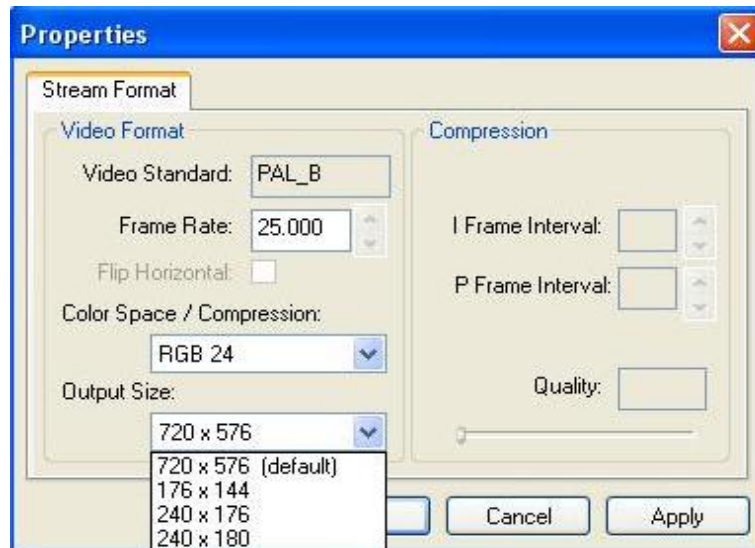 Properties
Stream Format
Video Format
Video Standard: PAL_B
Frame Rate: 25.000
Flip Horizontal:
Color Space / Compression:
RGB 24
Output Size:
720 x 576
720 x 576 (default)
176 x 144
240 x 176
240 x 180
Compression
I Frame Interval:
P Frame Interval:
Quality:
Cancel
Apply